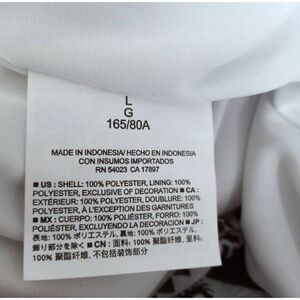 L
G
165/80A
MADE IN INDONESIA/ HECHO EN INDONESIA
CON INSUMOS IMPORTADOS
RN 54023 CA 17897
■ US : SHELL: 100% POLYESTER, LINING: 100%
POLYESTER, EXCLUSIVE OF DECORATION ■ CA :
EXTÉRIEUR: 100% POLYESTER, DOUBLURE: 100%
POLYESTER, À L'EXCEPTION DES GARNITURES
■ MX : CUERPO: 100% POLIÉSTER, FORRO: 100%
POLIÉSTER, EXCLUYENDO LA DECORACIÓN ■ JP :
表地: 100% ポリエステル, 裏地: 100% ポリエステル,
飾り部分を除く ■ CN : 面料: 100% 聚酯纤维, 里料:
100% 聚酯纤维, 不包括装饰部分